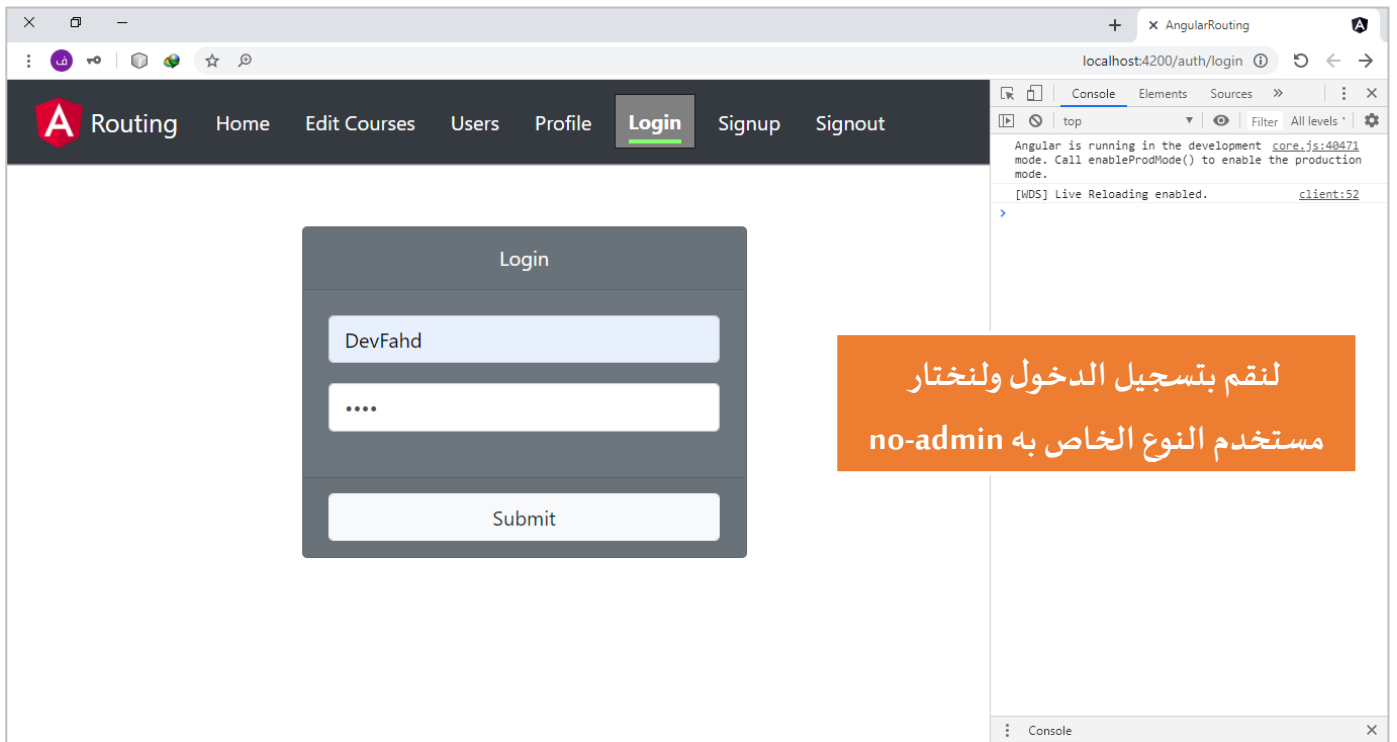 AngularRouting
localhost:4200/auth/login
ف
Routing Home Edit Courses Users Profile Login Signup Signout
Console Elements Sources »
top Filter All levels
Angular is running in the development core.js:40471
mode. Call enableProdMode() to enable the production
mode.
[WDS] Live Reloading enabled. client:52
Login
DevFahd
Submit
لنقم بتسجيل الدخول ولنختار
مستخدم النوع الخاص به no-admin
Console